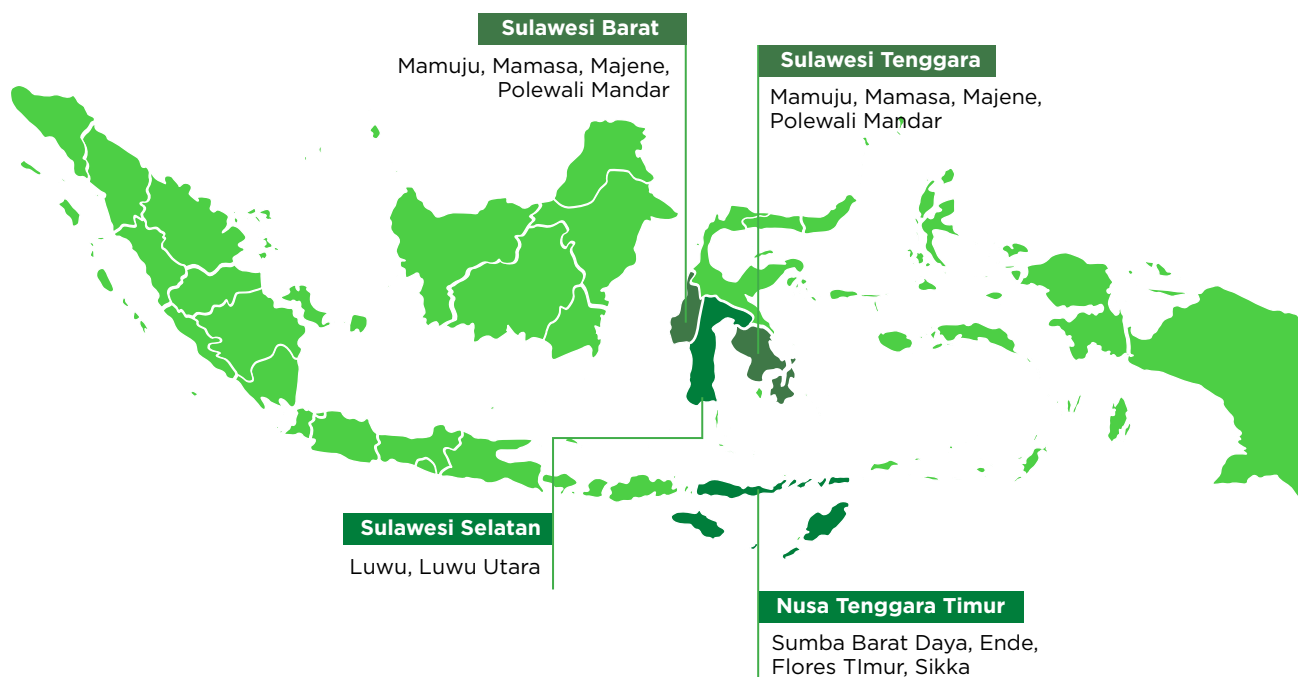 Sulawesi Barat
Mamuju, Mamasa, Majene,
Polewali Mandar
Sulawesi Tenggara
Mamuju, Mamasa, Majene,
Polewali Mandar
Sulawesi Selatan
Luwu, Luwu Utara
Nusa Tenggara Timur
Sumba Barat Daya, Ende,
Flores TImur, Sikka